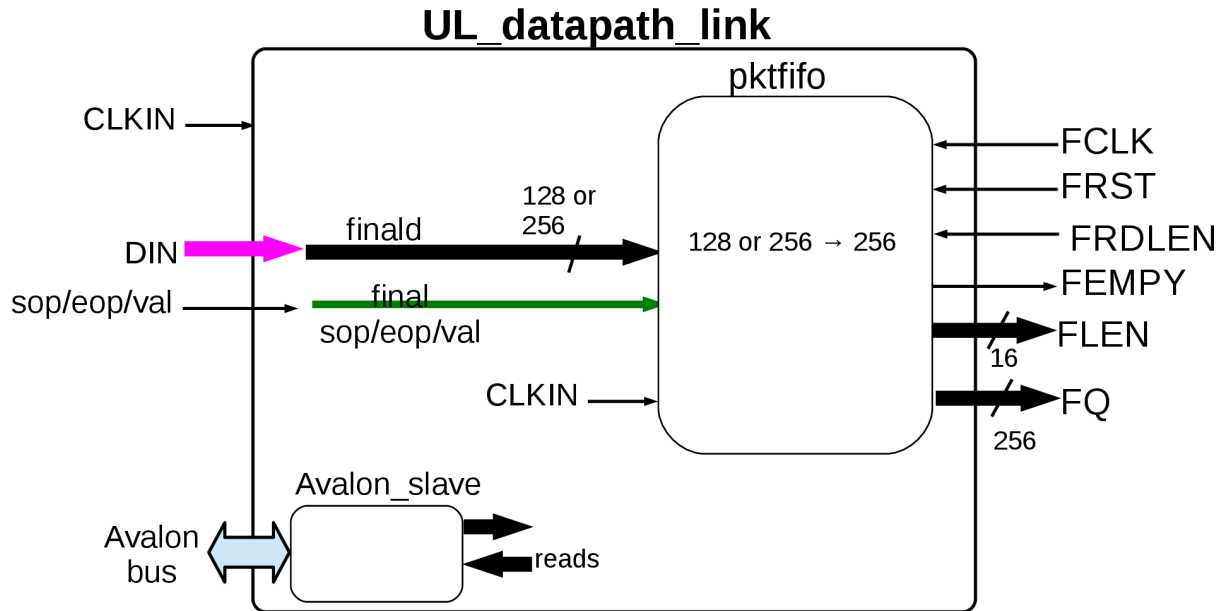 UL_datapath_link
pktfifo
CLKIN
FCLK
FRST
128 or
256
finald
128 or 256 → 256
FRDLEN
DIN
FEMPY
sop/eop/val
final
sop/eop/val
FLEN
16
CLKIN
FQ
256
Avalon_slave
Avalon
bus
reads